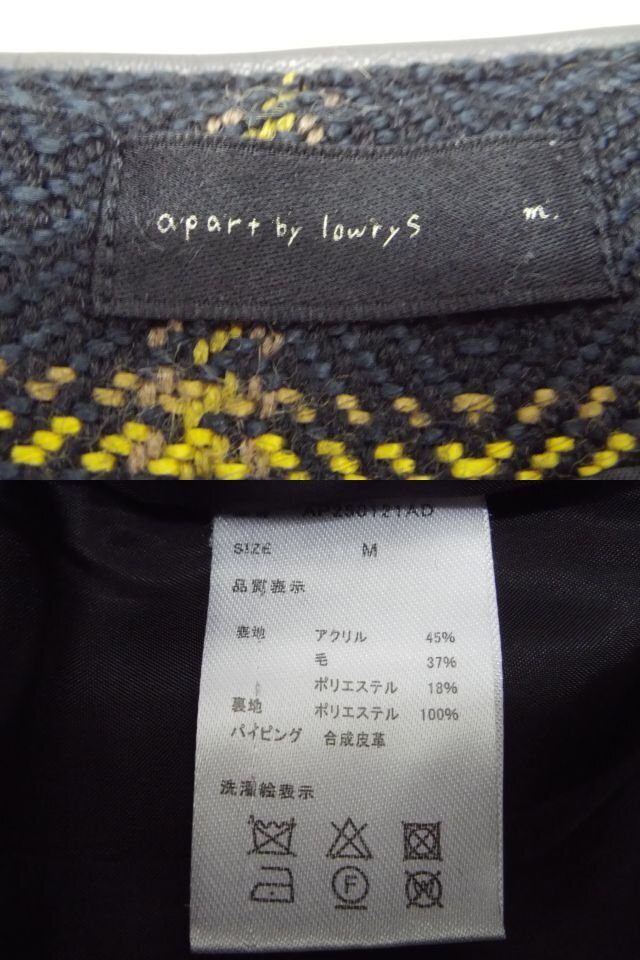 apart by lowrys m.
AP230121AD
SIZE M
品質表示
表地 アクリル 45%
毛 37%
ポリエステル 18%
裏地 ポリエステル 100%
パイピング 合成皮革
洗濯絵表示
F
W